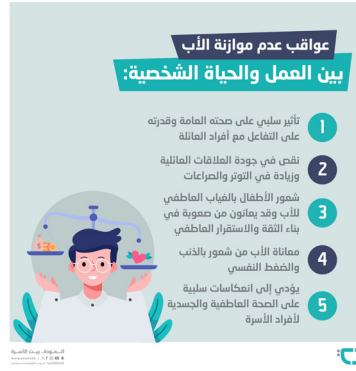 عواقب عدم موازنة الأب
بين العمل والحياة الشخصية:
1
تأثير سلبي على صحته العامة وقدرته
على التفاعل مع أفراد العائلة
2
نقص في جودة العلاقات العائلية
وزيادة في التوتر والصراعات
3
شعور الأطفال بالغياب العاطفي
للأب وقد يعانون من صعوبة في
بناء الثقة والاستقرار العاطفي
4
معاناة الأب من شعور بالذنب
والضغط النفسي
5
يؤدي إلى انعكاسات سلبية
على الصحة العاطفية والجسدية
لأفراد الأسرة